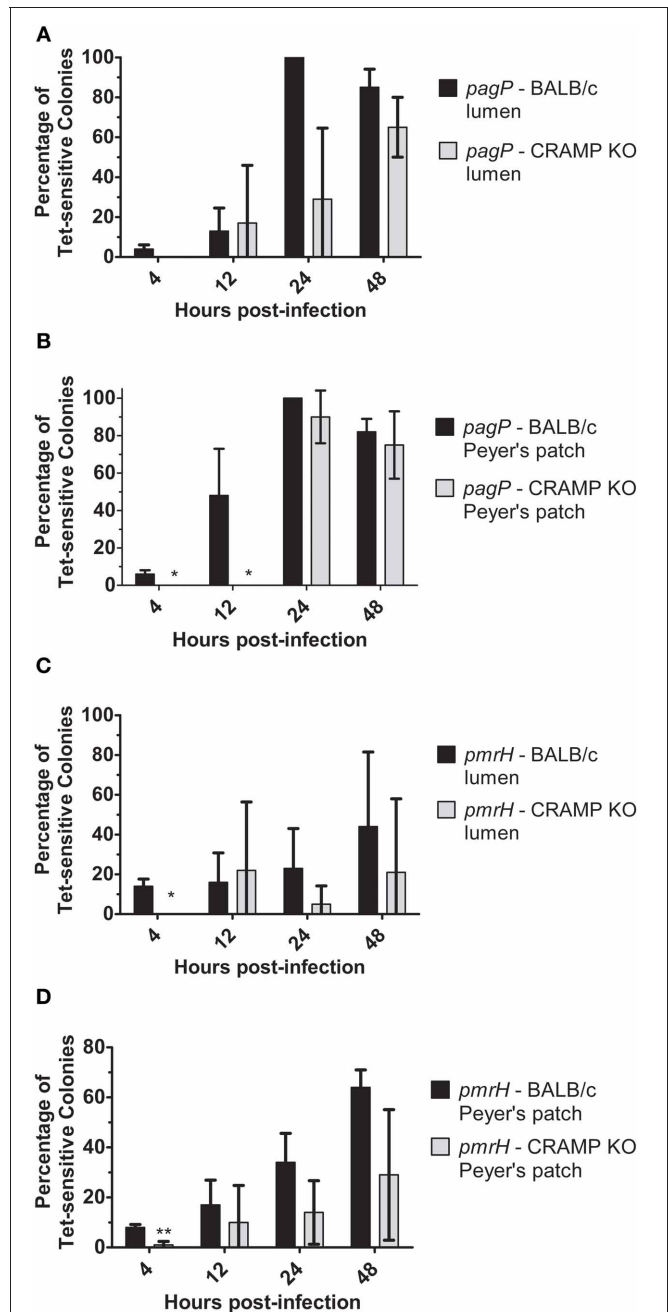 A
Percentage of
Tet-sensitive Colonies
100
80
60
40
20
0
4
12
24
48
Hours post-infection
pagP - BALB/c
lumen
pagP - CRAMP KO
lumen
B
Percentage of
Tet-sensitive Colonies
100
80
60
40
20
0
*
*
4
12
24
48
Hours post-infection
pagP - BALB/c
Peyer's patch
pagP - CRAMP KO
Peyer's patch
C
Percentage of
Tet-sensitive Colonies
100
80
60
40
20
0
*
4
12
24
48
Hours post-infection
pmrH - BALB/c
lumen
pmrH - CRAMP KO
lumen
D
Percentage of
Tet-sensitive Colonies
80
60
40
20
0
**
4
12
24
48
Hours post-infection
pmrH - BALB/c
Peyer's patch
pmrH - CRAMP KO
Peyer's patch